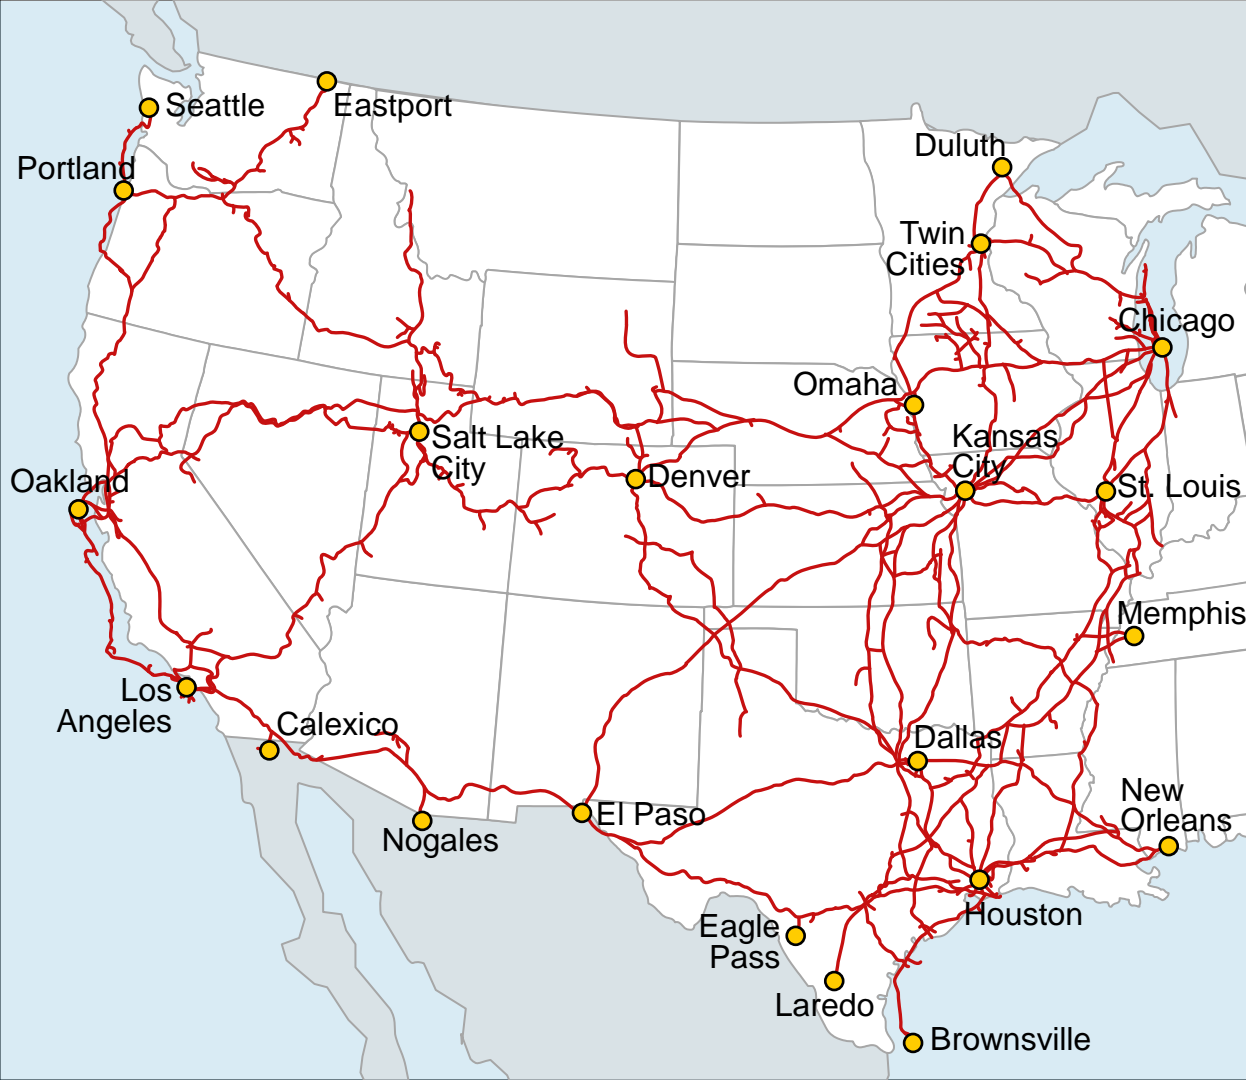 Seattle
Eastport
Portland
Duluth
Twin
Cities
Chicago
Omaha
Salt Lake
City
Kansas
City
Denver
Oakland
St. Louis
Memphis
Los
Angeles
Calexico
Dallas
New
Orleans
El Paso
Nogales
Houston
Eagle
Pass
Laredo
Brownsville